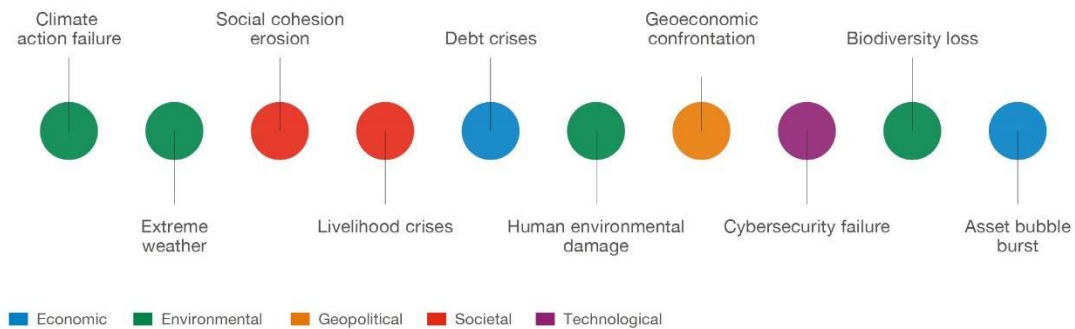 Climate
action failure
Social cohesion
erosion
Debt crises
Geoeconomic
confrontation
Biodiversity loss
Extreme
weather
Livelihood crises
Human environmental
damage
Cybersecurity failure
Asset bubble
burst
Economic
Environmental
Geopolitical
Societal
Technological